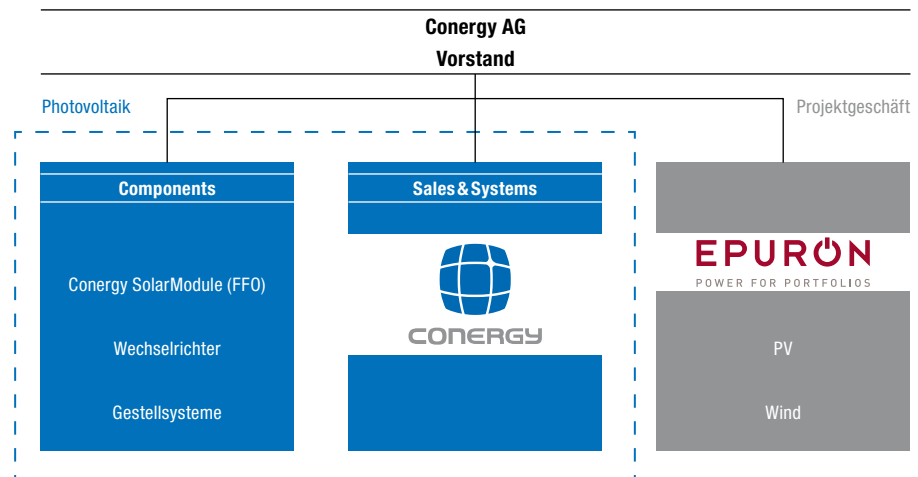 Conergy AG
Vorstand
Photovoltaik
Projektgeschäft
Components
Sales & Systems
Conergy SolarModule (FFO)
Wechselrichter
Gestellsysteme
CONERGY
EPURON
POWER FOR PORTFOLIOS
PV
Wind